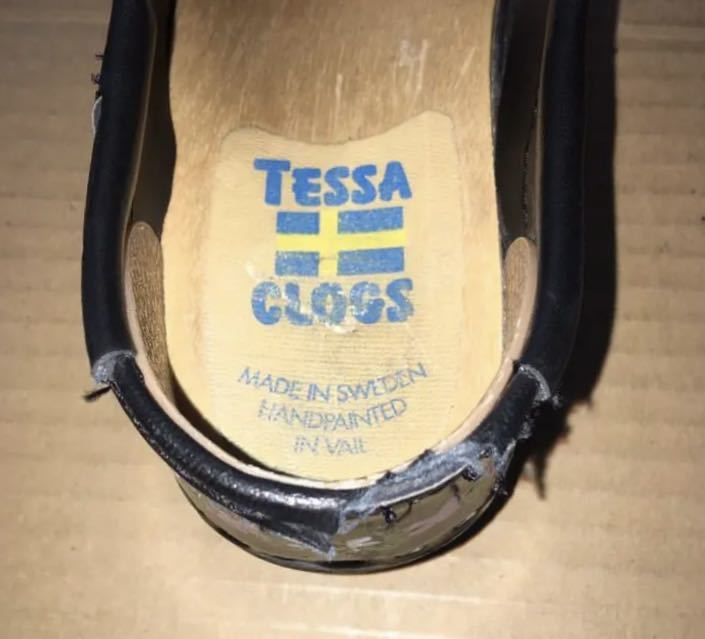 TESSA
CLOGS
MADE IN SWEDEN
HANDPAINTED
IN VAIL